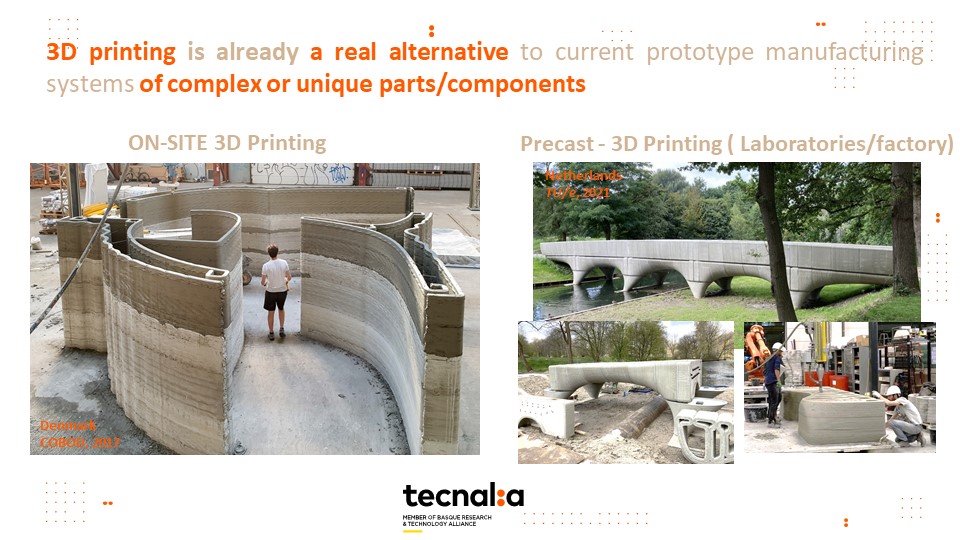 3D printing is already a real alternative to current prototype manufacturing
systems of complex or unique parts/components
ON-SITE 3D Printing
Precast - 3D Printing ( Laboratories/factory)
Netherlands
2021
Denmark
COBOD, 2017
tecnalia
MEMBER OF BASQUE RESEARCH
& TECHNOLOGY ALLIANCE